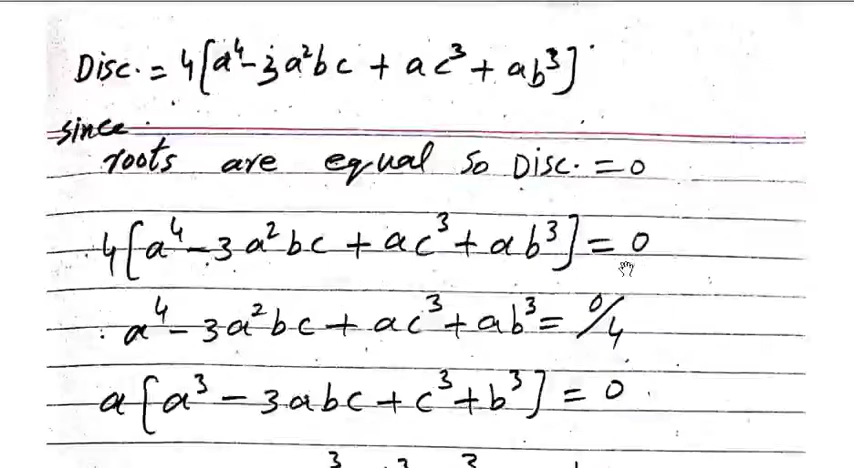 Disc. = 4[a⁴ - 3a²bc + ac³ + ab³]
since
roots are equal so Disc. = 0
4[a⁴ - 3a²bc + ac³ + ab³] = 0
a⁴ - 3a²bc + ac³ + ab³ = 0/4
a[a³ - 3abc + c³ + b³] = 0